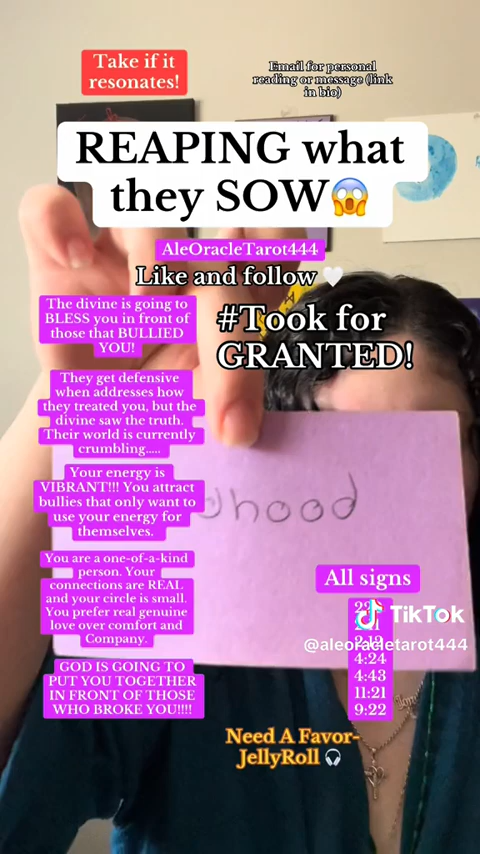 Take if it
resonates!
Email for personal
reading or message (link
in bio)
REAPING what
they SOW😱
AleOracleTarot444
Like and follow 🤍
#Took for
GRANTED!
The divine is going to
BLESS you in front of
those that BULLIED
YOU!
They get defensive
when addresses how
they treated you, but the
divine saw the truth.
Their world is currently
crumbling.....
Your energy is
VIBRANT!!! You attract
bullies that only want to
use your energy for
themselves.
You are a one-of-a-kind
person. Your
connections are REAL
and your circle is small.
You prefer real genuine
love over comfort and
Company.
GOD IS GOING TO
PUT YOU TOGETHER
IN FRONT OF THOSE
WHO BROKE YOU!!!!
hood
All signs
TikTok
@aleoracletarot444
2:12
4:24
4:43
11:21
9:22
Need A Favor-
JellyRoll 🎧